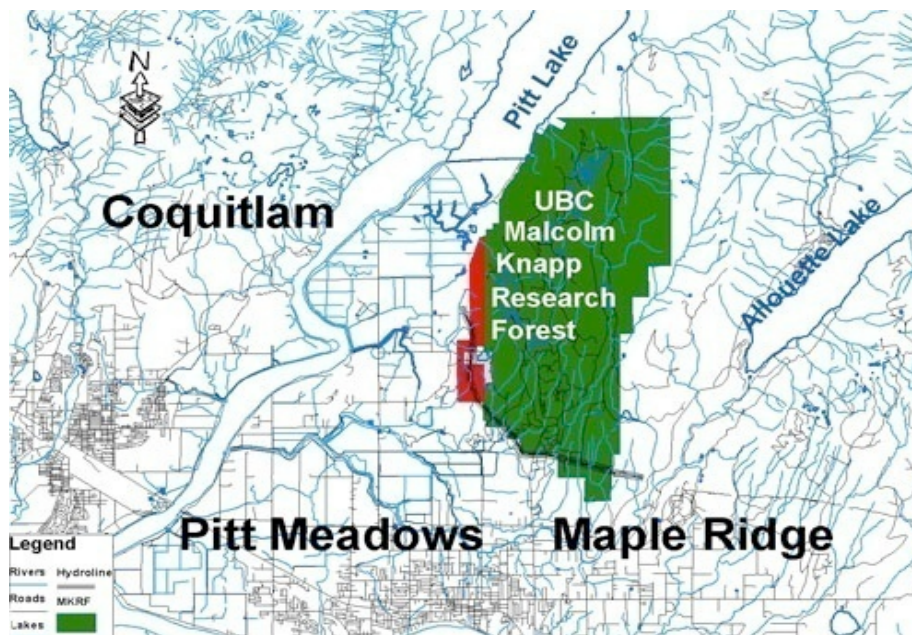 N
Pitt Lake
Coquitlam
UBC
Malcolm
Knapp
Research
Forest
Allouette Lake
Pitt Meadows
Maple Ridge
Legend
Rivers Hydroline
Roads MKRF
Lakes